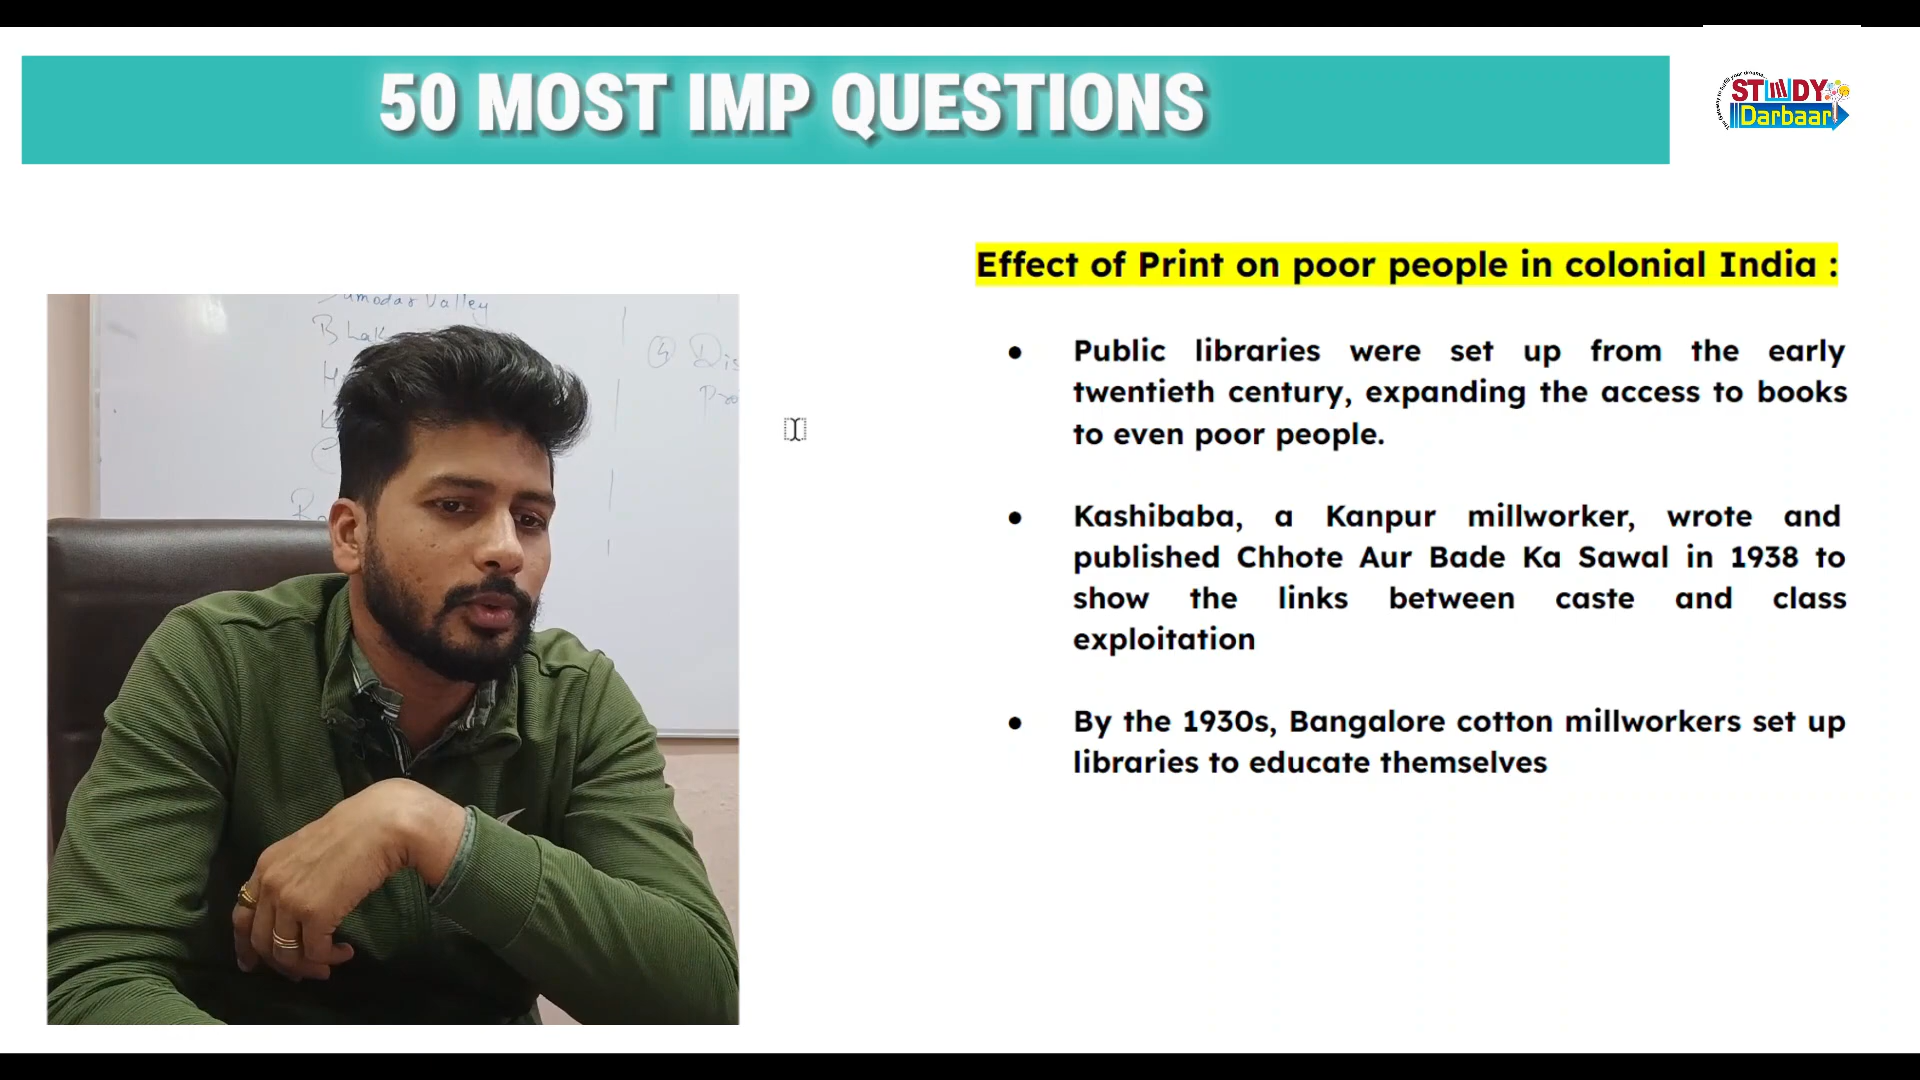 50 MOST IMP QUESTIONS
STUDY
Darbaar
Effect of Print on poor people in colonial India :
● Public libraries were set up from the early
twentieth century, expanding the access to books
to even poor people.
● Kashibaba, a Kanpur millworker, wrote and
published Chhote Aur Bade Ka Sawal in 1938 to
show the links between caste and class
exploitation
● By the 1930s, Bangalore cotton millworkers set up
libraries to educate themselves
Valley